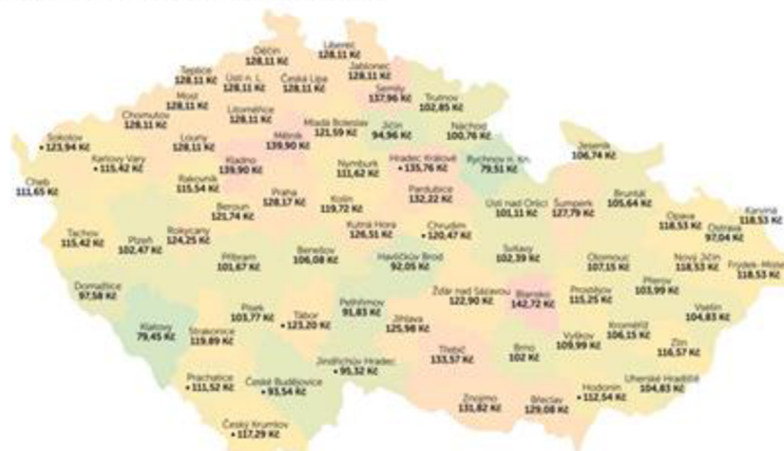 Děčín
128,11 Kč
Liberec
128,11 Kč
Jablonec
128,11 Kč
Teplice
128,11 Kč
Ústí n. L.
128,11 Kč
Česká Lípa
128,11 Kč
Semily
137,96 Kč
Most
128,11 Kč
Trutnov
102,85 Kč
Chomutov
128,11 Kč
Litoměřice
128,11 Kč
Mladá Boleslav
121,59 Kč
Jičín
94,96 Kč
Náchod
100,76 Kč
Sokolov
• 123,94 Kč
Louny
128,11 Kč
Mělník
139,90 Kč
Jeseník
106,74 Kč
Karlovy Vary
• 115,42 Kč
Kladno
139,90 Kč
Nymburk
111,62 Kč
Hradec Králové
• 135,76 Kč
Rychnov n. Kn.
79,51 Kč
Cheb
111,65 Kč
Rakovník
115,54 Kč
Praha
128,17 Kč
Pardubice
132,22 Kč
Bruntál
105,64 Kč
Beroun
121,74 Kč
Kolín
119,72 Kč
Ústí nad Orlicí
101,11 Kč
Šumperk
127,79 Kč
Karviná
118,53 Kč
Opava
118,53 Kč
Ostrava
97,04 Kč
Tachov
115,42 Kč
Plzeň
102,47 Kč
Rokycany
124,25 Kč
Kutná Hora
126,51 Kč
Chrudim
• 120,47 Kč
Příbram
101,67 Kč
Benešov
106,08 Kč
Havlíčkův Brod
92,05 Kč
Svitavy
102,39 Kč
Olomouc
107,15 Kč
Nový Jičín
118,53 Kč
Frýdek-Místek
118,53 Kč
Domažlice
97,58 Kč
Přerov
103,99 Kč
Písek
103,77 Kč
Pelhřimov
91,83 Kč
Žďár nad Sázavou
122,90 Kč
Blansko
142,72 Kč
Prostějov
115,25 Kč
Vsetín
104,83 Kč
Klatovy
79,45 Kč
Strakonice
119,89 Kč
Tábor
• 123,20 Kč
Jihlava
125,98 Kč
Kroměříž
106,15 Kč
Vyškov
109,99 Kč
Zlín
116,57 Kč
Třebíč
133,57 Kč
Brno
102 Kč
Jindřichův Hradec
• 95,32 Kč
Prachatice
• 111,52 Kč
České Budějovice
• 93,54 Kč
Uherské Hradiště
104,83 Kč
Hodonín
• 112,54 Kč
Znojmo
131,82 Kč
Břeclav
129,08 Kč
Český Krumlov
• 117,29 Kč